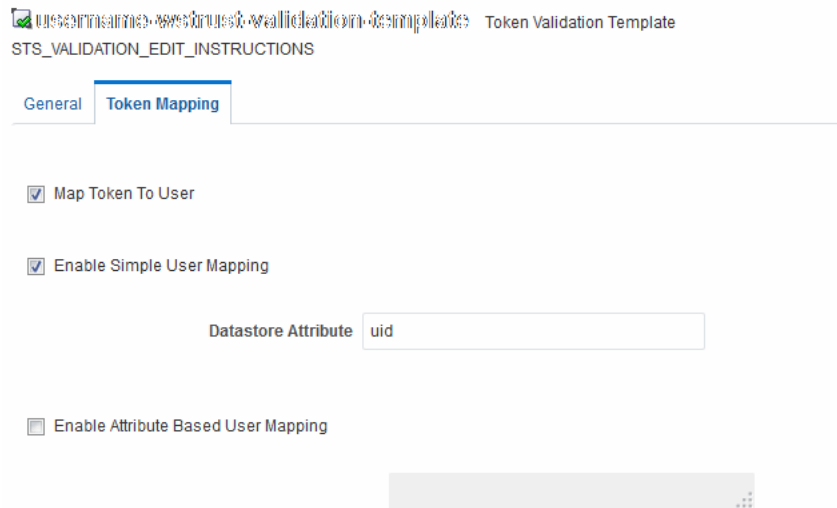 username-wstrust-validation-template Token Validation Template
STS_VALIDATION_EDIT_INSTRUCTIONS
General Token Mapping
Map Token To User
Enable Simple User Mapping
Datastore Attribute uid
Enable Attribute Based User Mapping